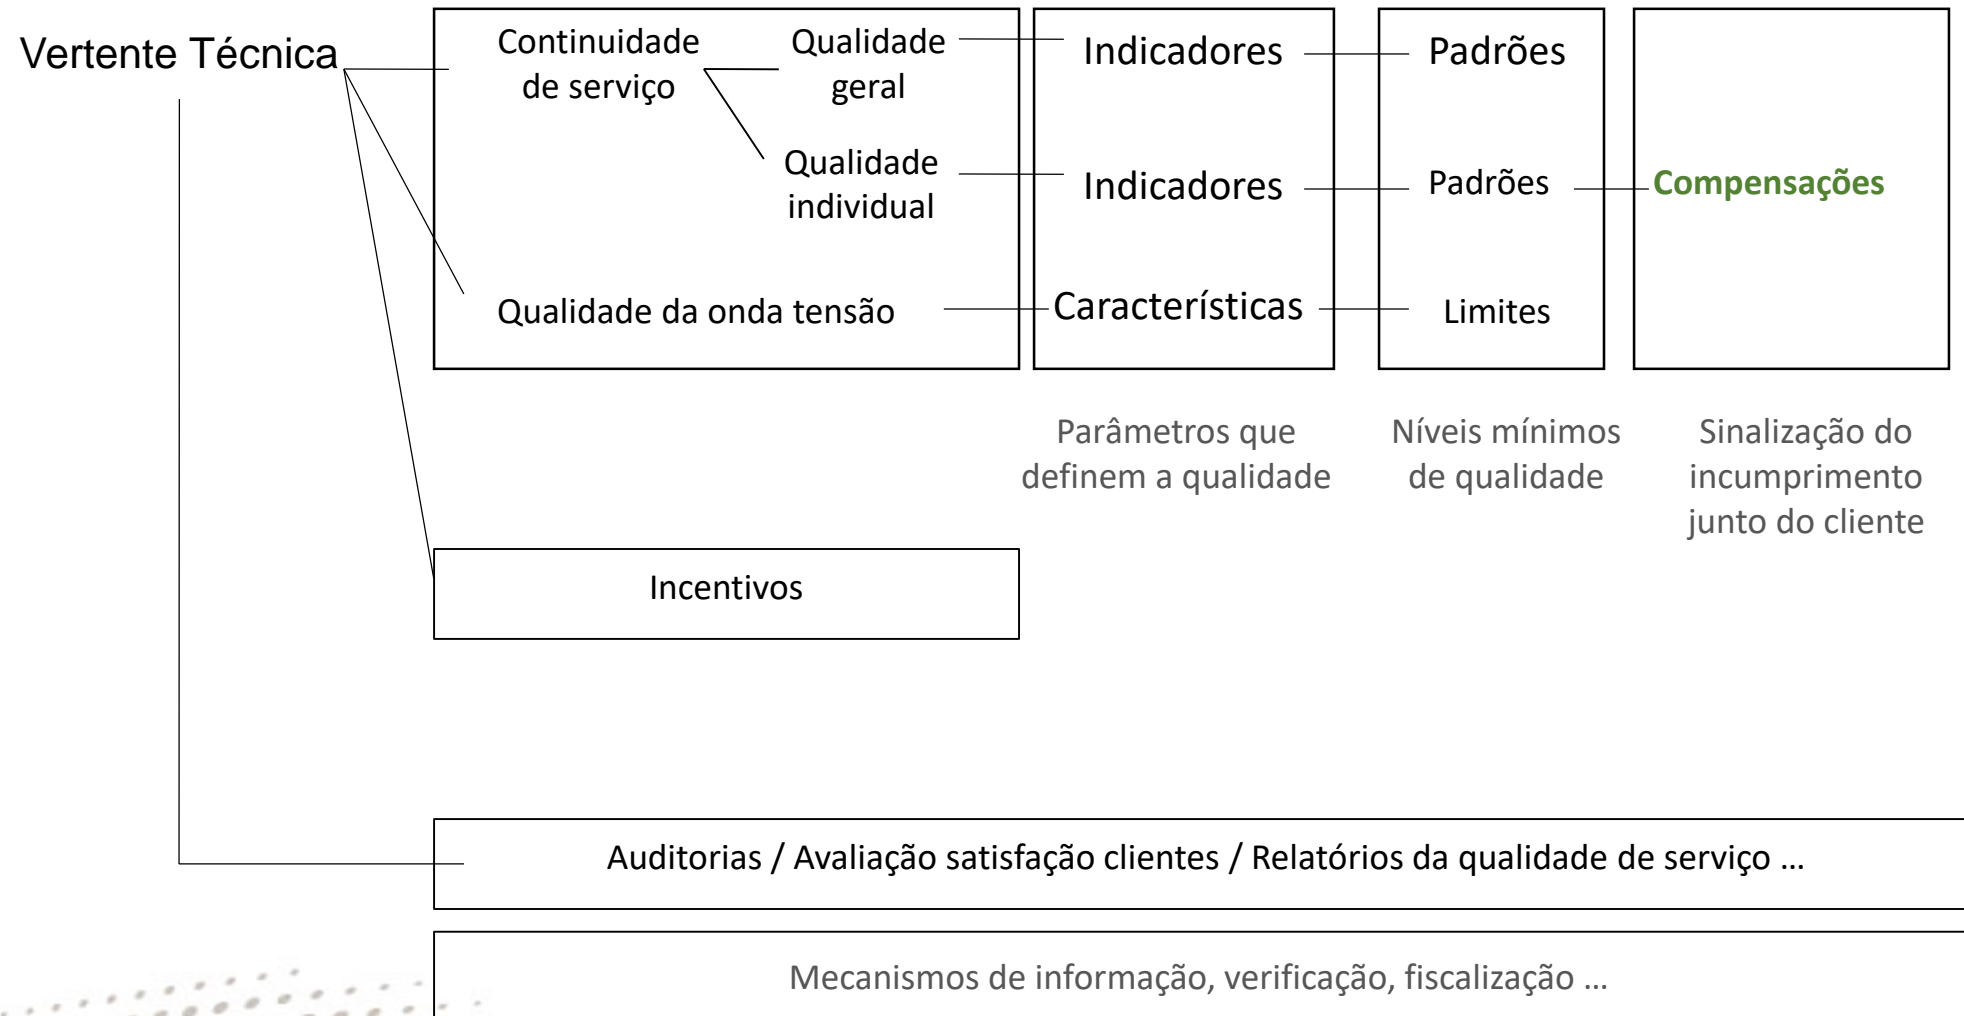 Vertente Técnica
Continuidade
de serviço
Qualidade
geral
Indicadores
Padrões
Qualidade
individual
Indicadores
Padrões
Compensações
Qualidade da onda tensão
Características
Limites
Parâmetros que
definem a qualidade
Níveis mínimos
de qualidade
Sinalização do
incumprimento
junto do cliente
Incentivos
Auditorias / Avaliação satisfação clientes / Relatórios da qualidade de serviço ...
Mecanismos de informação, verificação, fiscalização ...